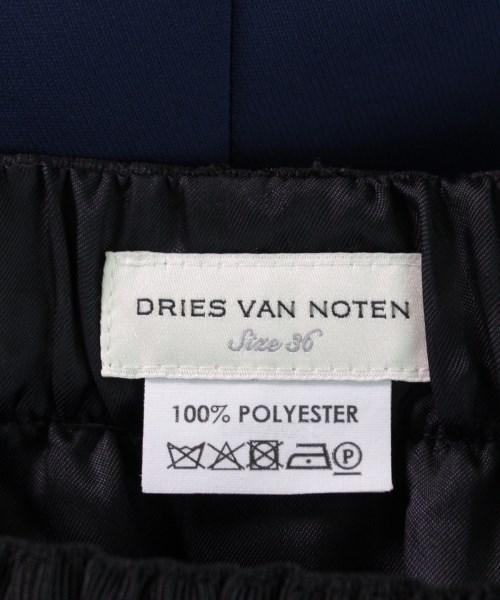 DRIES VAN NOTEN
Size 36
100% POLYESTER
P